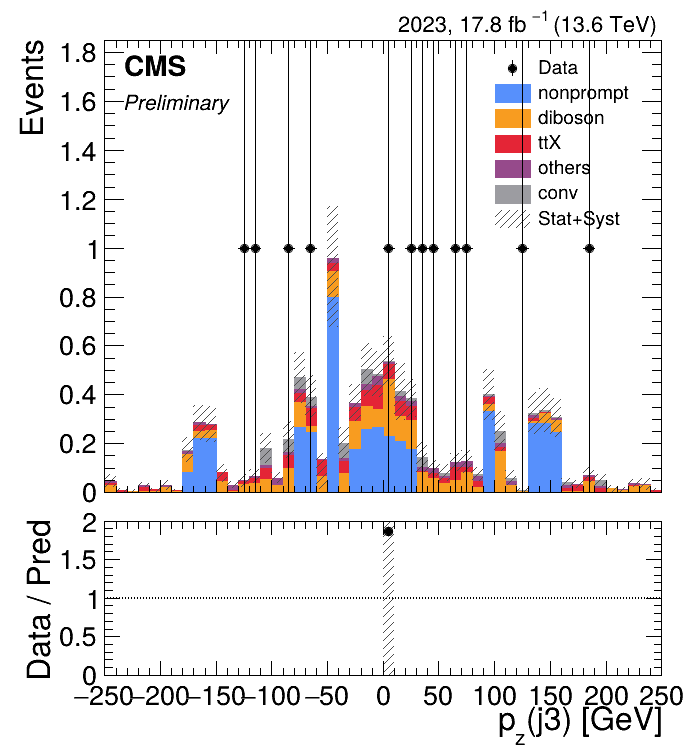 2023, 17.8 fb⁻¹ (13.6 TeV)
Events
1.8
1.6
1.4
1.2
1
0.8
0.6
0.4
0.2
0
CMS
Preliminary
Data
nonprompt
diboson
ttX
others
conv
Stat+Syst
Data / Pred
2
1.5
1
0.5
0
−250 −200 −150 −100 −50 0 50 100 150 200 250
p_z(j3) [GeV]